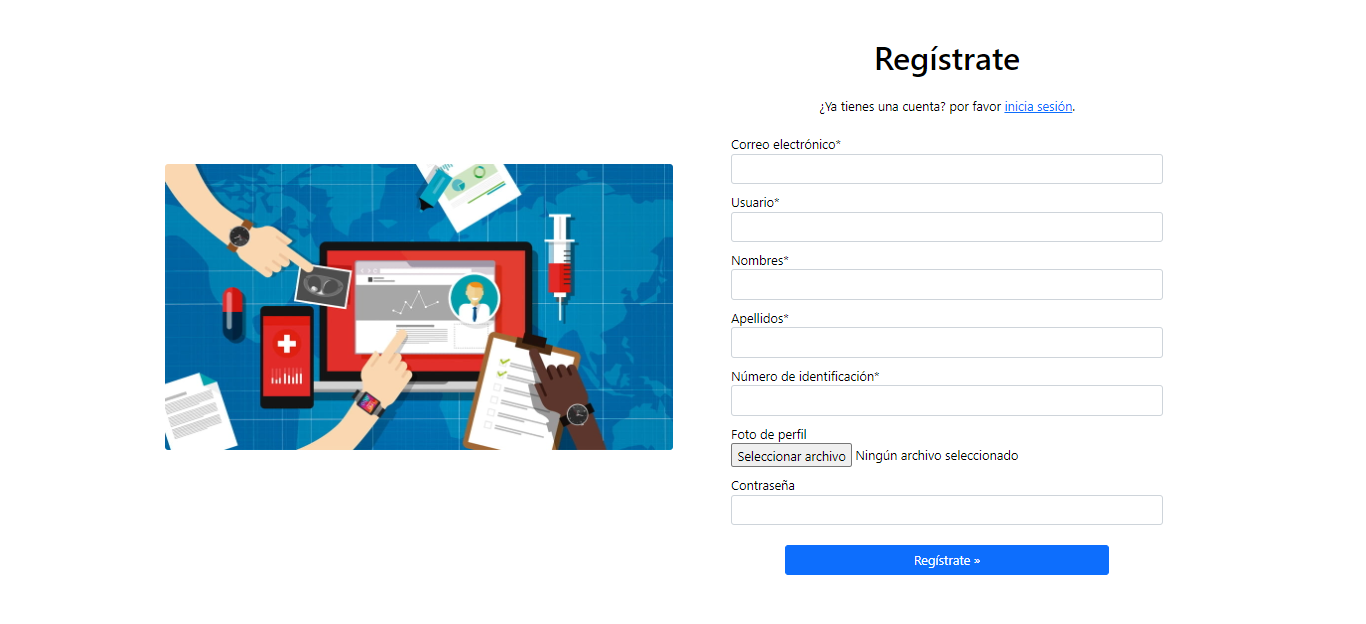 Regístrate
¿Ya tienes una cuenta? por favor inicia sesión.
Correo electrónico*
Usuario*
Nombres*
Apellidos*
Número de identificación*
Foto de perfil
Seleccionar archivo Ningún archivo seleccionado
Contraseña
Regístrate »